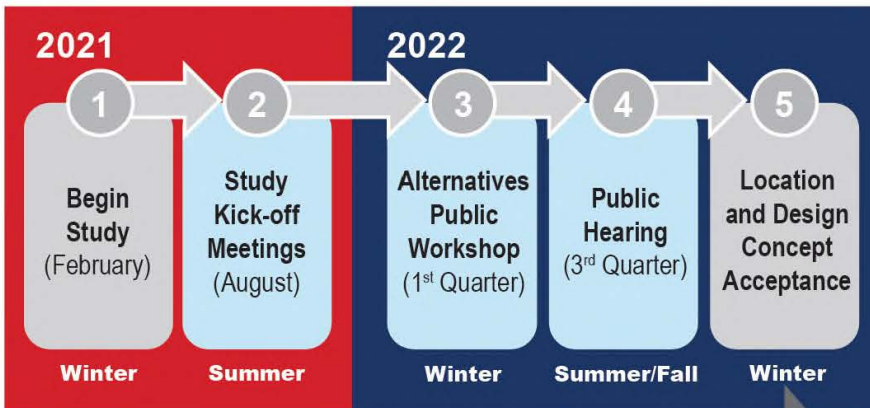 2021
2022
1
2
3
4
5
Begin
Study
(February)
Study
Kick-off
Meetings
(August)
Alternatives
Public
Workshop
(1st Quarter)
Public
Hearing
(3rd Quarter)
Location
and Design
Concept
Acceptance
Winter
Summer
Winter
Summer/Fall
Winter